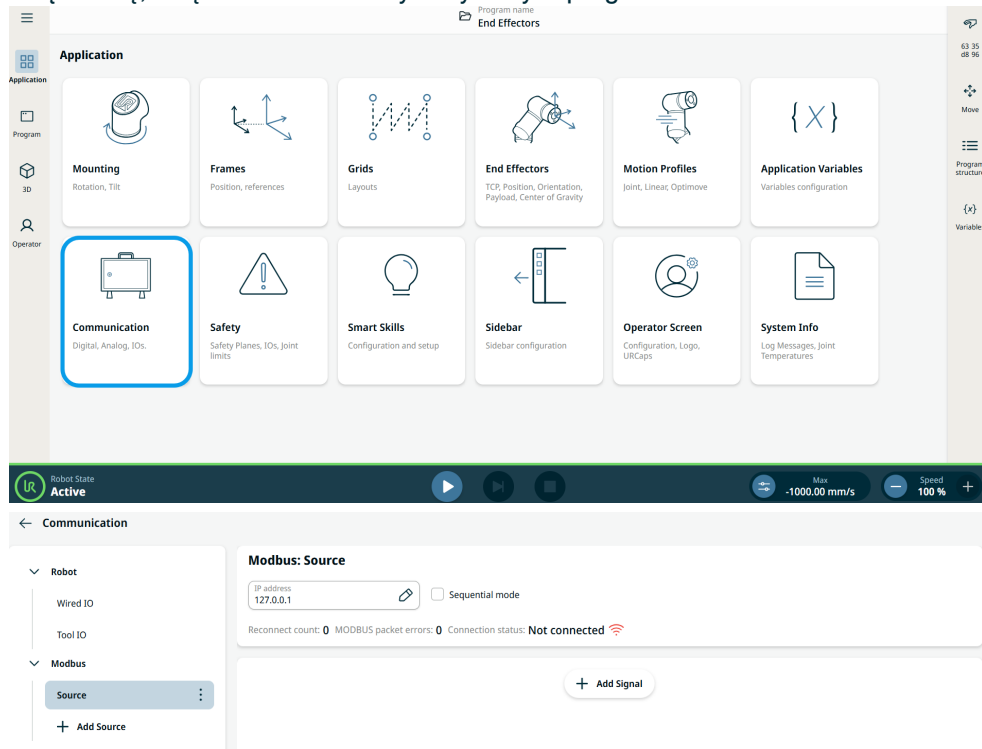 Program name
End Effectors
Application
Program
3D
Operator
Application
Mounting
Rotation, Tilt
Frames
Position, references
Grids
Layouts
End Effectors
TCP, Position, Orientation,
Payload, Center of Gravity
Motion Profiles
Joint, Linear, Optimove
Application Variables
Variables configuration
Communication
Digital, Analog, IOs.
Safety
Safety Planes, IOs, Joint
limits
Smart Skills
Configuration and setup
Sidebar
Sidebar configuration
Operator Screen
Configuration, Logo,
URCaps
System Info
Log Messages, Joint
Temperatures
63 35
d8 96
Move
Program
structure
{x}
Variable
Robot State
Active
Max
-1000.00 mm/s
Speed
100 %
Communication
Robot
Wired IO
Tool IO
Modbus
Source
Add Source
Modbus: Source
IP address
127.0.0.1
Sequential mode
Reconnect count: 0 MODBUS packet errors: 0 Connection status: Not connected
Add Signal